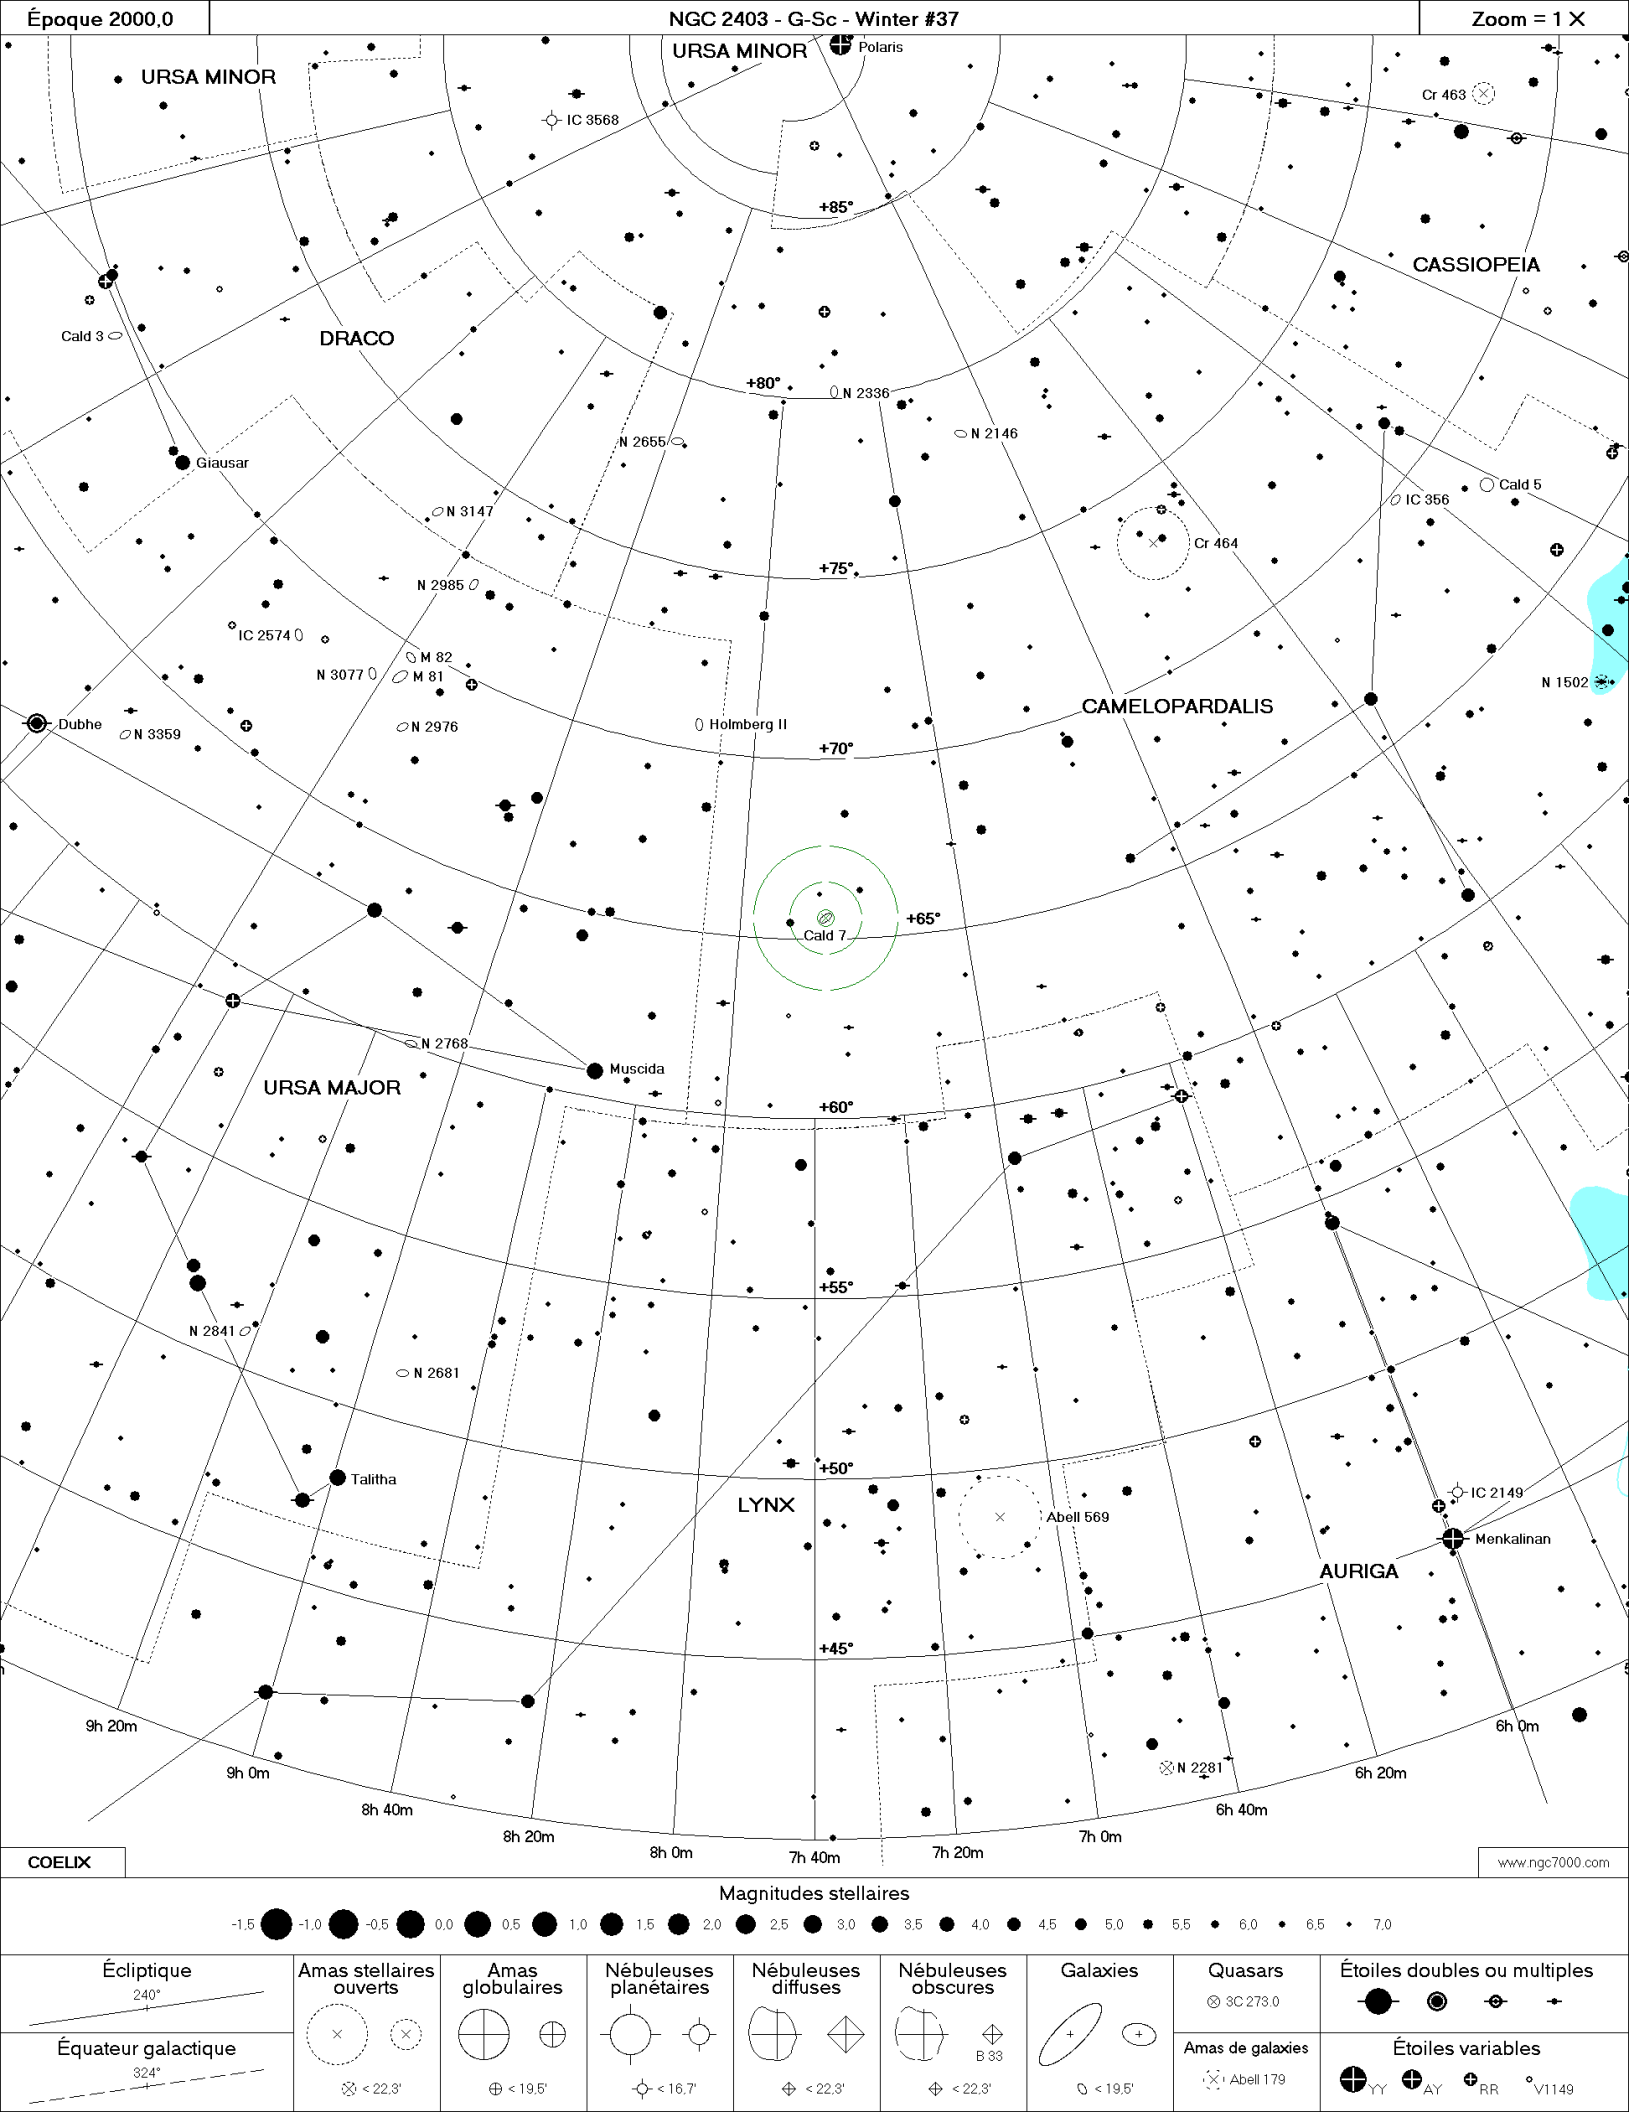 Époque 2000,0
NGC 2403 - G-Sc - Winter #37
Zoom = 1 X
URSA MINOR
Polaris
URSA MINOR
Cr 463
IC 3568
+85°
CASSIOPEIA
Cald 3
DRACO
+80°
N 2336
N 2655
N 2146
Giausar
IC 356
Cald 5
N 3147
Cr 464
+75°
N 2985
IC 2574
M 82
N 3077
M 81
N 1502
CAMELOPARDALIS
Dubhe
N 3359
N 2976
Holmberg II
+70°
+65°
Cald 7
N 2768
Muscida
URSA MAJOR
+60°
+55°
N 2841
N 2681
+50°
Talitha
LYNX
IC 2149
Abell 569
Menkalinan
AURIGA
+45°
9h 20m
6h 0m
N 2281
9h 0m
6h 20m
8h 40m
6h 40m
8h 20m
7h 0m
8h 0m
7h 40m
7h 20m
COELIX
www.ngc7000.com
Magnitudes stellaires
-1,5 -1,0 -0,5 0,0 0,5 1,0 1,5 2,0 2,5 3,0 3,5 4,0 4,5 5,0 5,5 6,0 6,5 7,0
Écliptique
240°
Équateur galactique
324°
Amas stellaires
ouverts
< 22,3'
Amas
globulaires
< 19,5'
Nébuleuses
planétaires
< 16,7'
Nébuleuses
diffuses
< 22,3'
Nébuleuses
obscures
B 33
< 22,3'
Galaxies
< 19,5'
Quasars
3C 273.0
Amas de galaxies
Abell 179
Étoiles doubles ou multiples
Étoiles variables
YY AY RR V1149